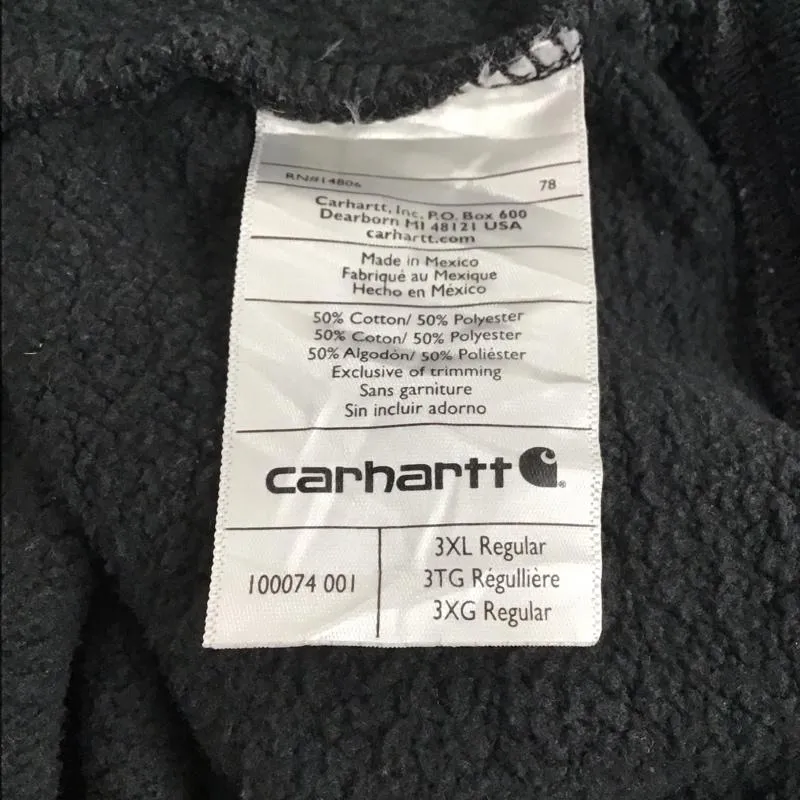 RN#14806 78
Carhartt, Inc. P.O. Box 600
Dearborn MI 48121 USA
carhartt.com
Made in Mexico
Fabriqué au Mexique
Hecho en México
50% Cotton/ 50% Polyester
50% Coton/ 50% Polyester
50% Algodón/ 50% Poliéster
Exclusive of trimming
Sans garniture
Sin incluir adorno
carhartt
100074 001
3XL Regular
3TG Régullière
3XG Regular